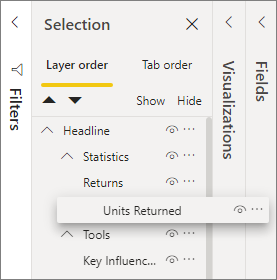 Selection
Layer order
Tab order
Show
Hide
Headline
Statistics
Returns
Units Returned
Tools
Key Influenc...
Filters
Visualizations
Fields